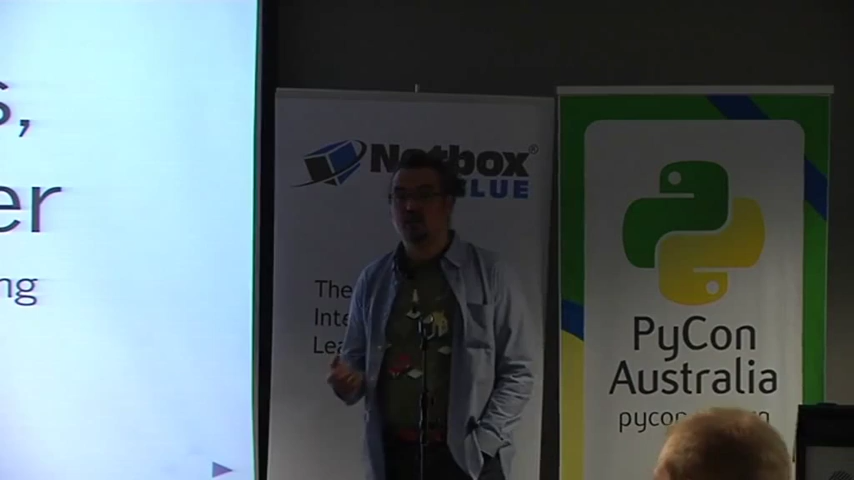 s,
er
ng
Netbox®
BLUE
The
Inte
Lea
PyCon
Australia